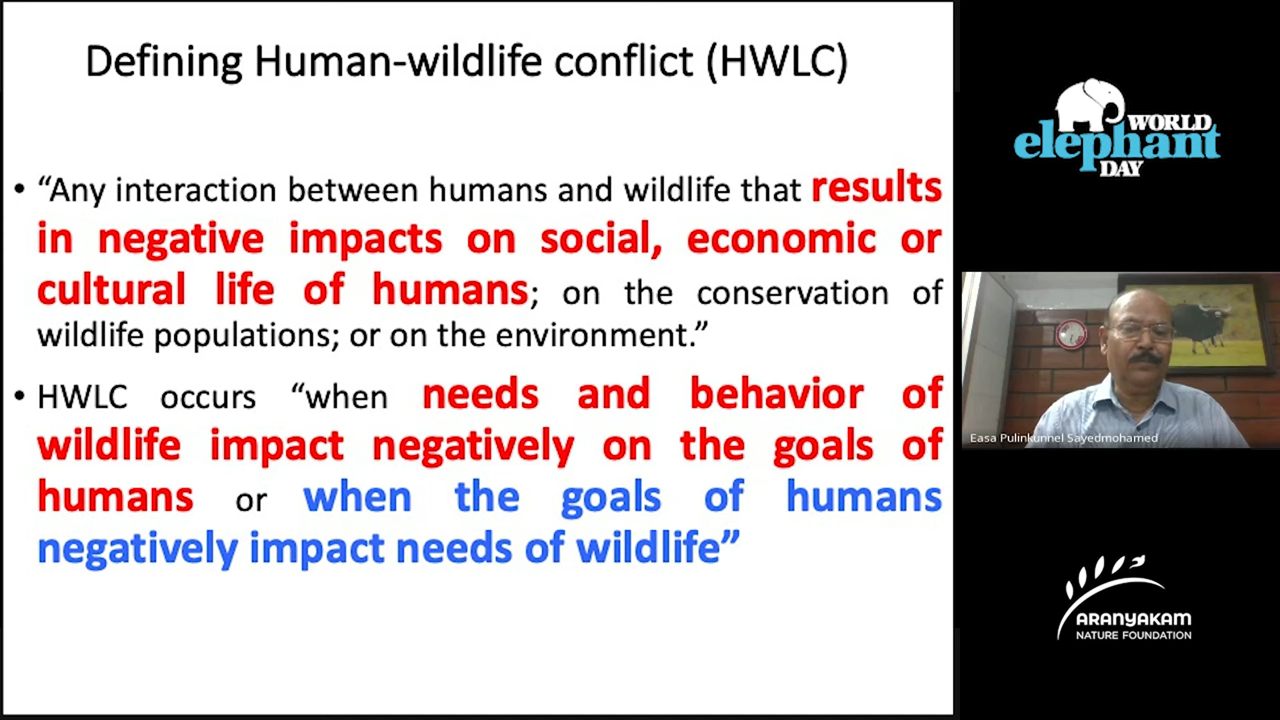 Defining Human-wildlife conflict (HWLC)
• “Any interaction between humans and wildlife that results
in negative impacts on social, economic or
cultural life of humans; on the conservation of
wildlife populations; or on the environment.”
• HWLC occurs “when needs and behavior of
wildlife impact negatively on the goals of
humans or when the goals of humans
negatively impact needs of wildlife”
WORLD
elephant
DAY
Easa Pulinkunnel Sayedmohamed
ARANYAKAM
NATURE FOUNDATION